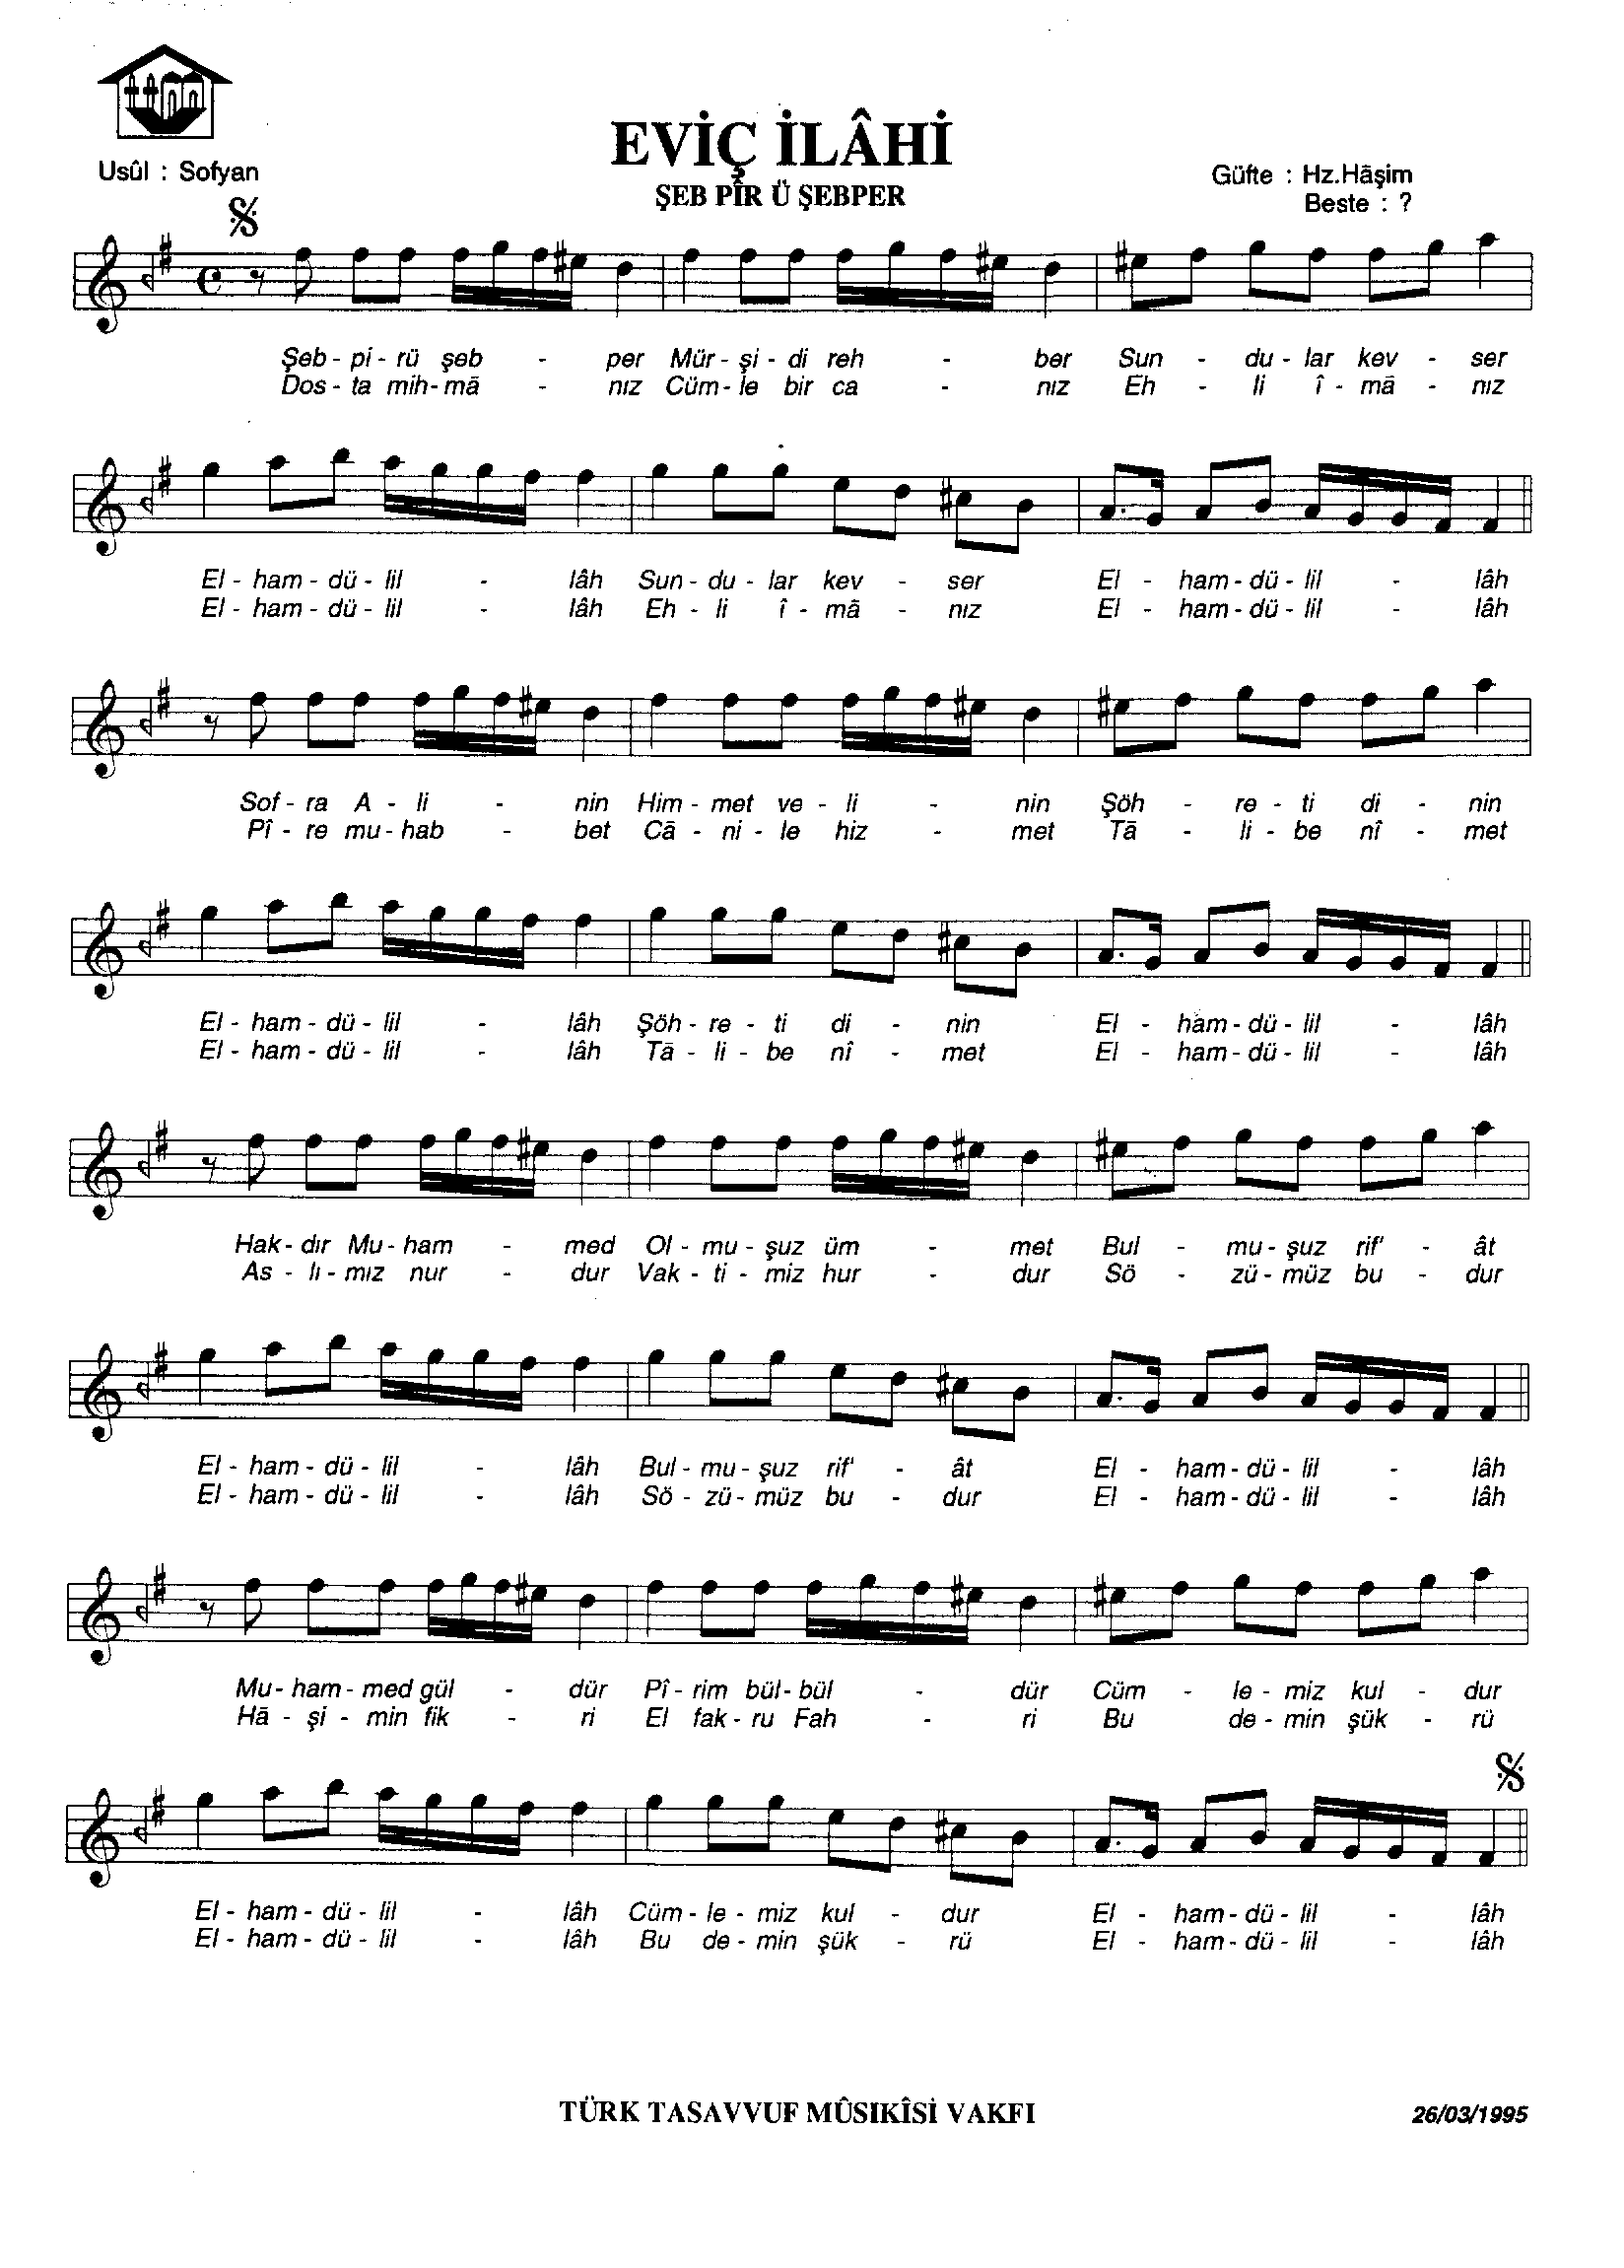 EVİÇ İLÂHİ
Usûl : Sofyan
ŞEB PÎR Ü ŞEBPER
Güfte : Hz.Hāşim
Beste : ?
Şeb - pi - rü şeb - per Mür - şi - di reh - ber Sun - du - lar kev - ser
Dos - ta mih - mā - nız Cüm - le bir ca - nız Eh - li î - mā - nız
El - ham - dü - lil - lâh Sun - du - lar kev - ser El - ham - dü - lil - lâh
El - ham - dü - lil - lâh Eh - li î - mā - nız El - ham - dü - lil - lâh
Sof - ra A - li - nin Him - met ve - li - nin Şöh - re - ti di - nin
Pî - re mu - hab - bet Cā - ni - le hiz - met Tā - li - be nî - met
El - ham - dü - lil - lâh Şöh - re - ti di - nin El - ham - dü - lil - lâh
El - ham - dü - lil - lâh Tā - li - be nî - met El - ham - dü - lil - lâh
Hak - dır Mu - ham - med Ol - mu - şuz üm - met Bul - mu - şuz rif' - ât
As - lı - mız nur - dur Vak - ti - miz hur - dur Sö - zü - müz bu - dur
El - ham - dü - lil - lâh Bul - mu - şuz rif' - ât El - ham - dü - lil - lâh
El - ham - dü - lil - lâh Sö - zü - müz bu - dur El - ham - dü - lil - lâh
Mu - ham - med gül - dür Pî - rim bül - bül - dür Cüm - le - miz kul - dur
Hā - şi - min fik - ri El fak - ru Fah - ri Bu de - min şük - rü
El - ham - dü - lil - lâh Cüm - le - miz kul - dur El - ham - dü - lil - lâh
El - ham - dü - lil - lâh Bu de - min şük - rü El - ham - dü - lil - lâh
TÜRK TASAVVUF MÛSIKÎSİ VAKFI
26/03/1995